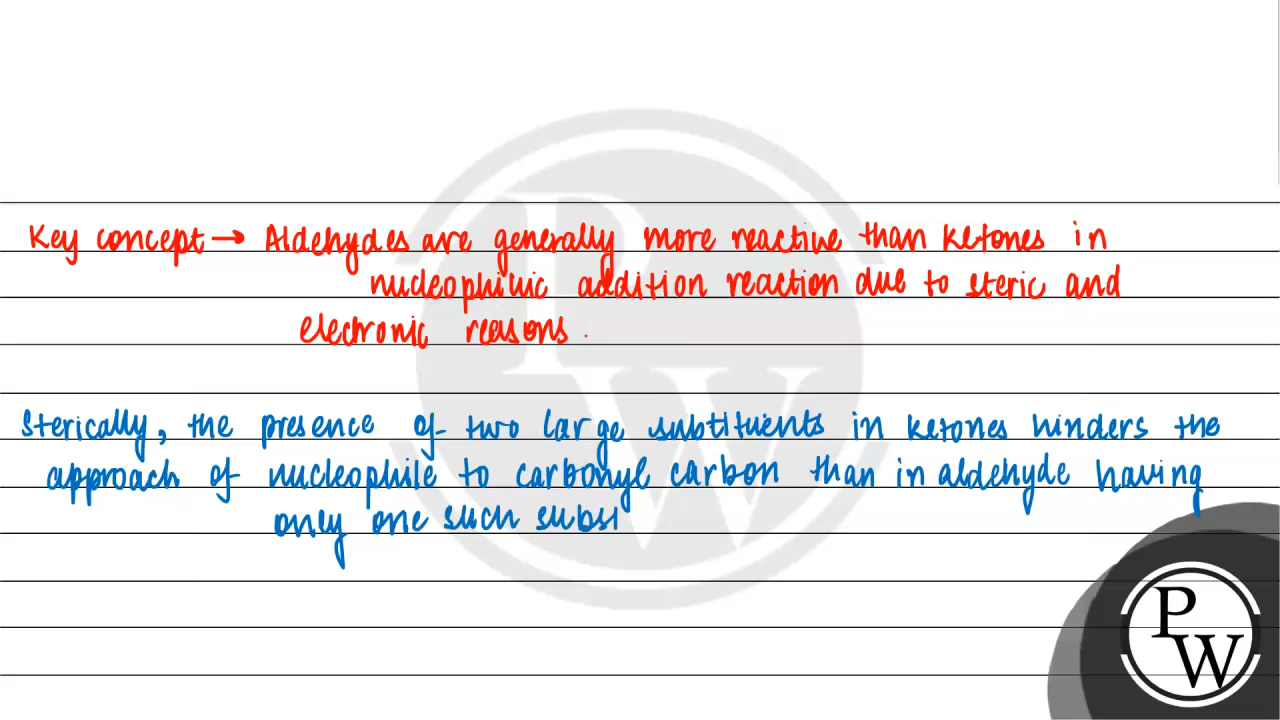 Key concept → Aldehydes are generally more reactive than ketones in
nucleophilic addition reaction due to steric and
electronic reasons.
Sterically, the presence of two large substituents in ketones hinders the
approach of nucleophile to carbonyl carbon than in aldehyde having
only one such subst
P
W
P
W